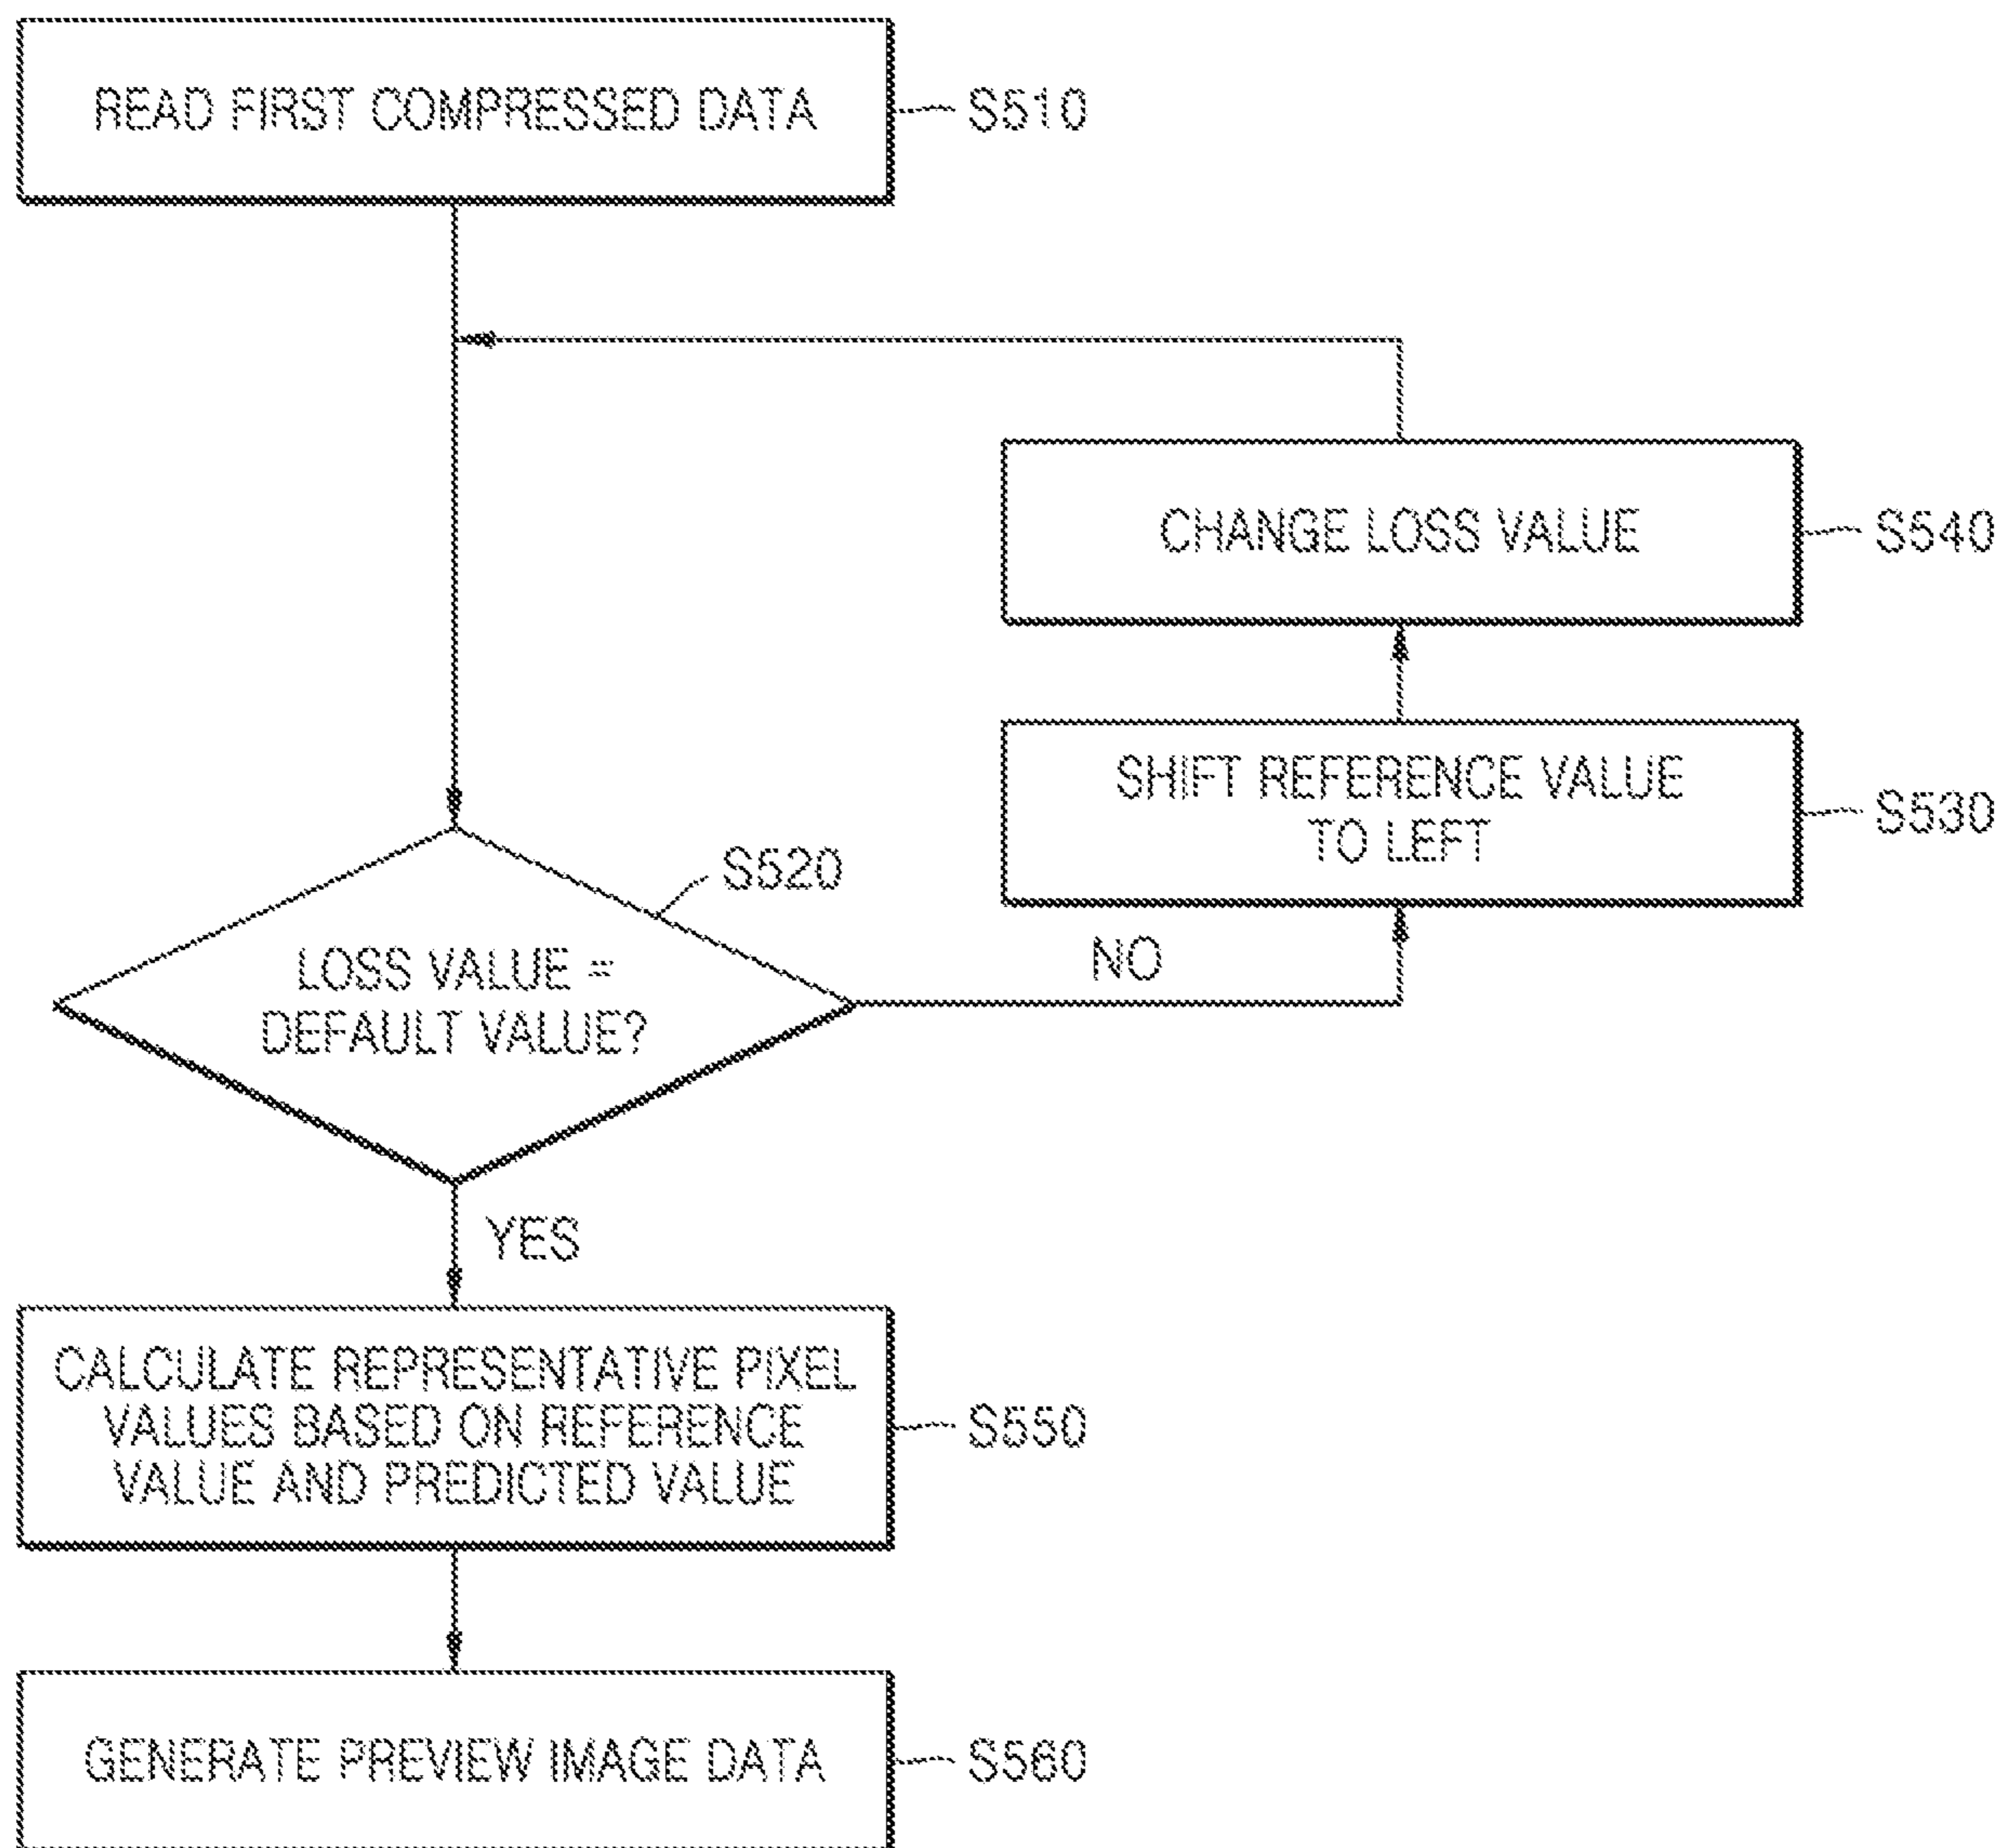 READ FIRST COMPRESSED DATA
S510
CHANGE LOSS VALUE
S540
SHIFT REFERENCE VALUE
TO LEFT
S530
S520
LOSS VALUE =
DEFAULT VALUE?
NO
YES
CALCULATE REPRESENTATIVE PIXEL
VALUES BASED ON REFERENCE
VALUE AND PREDICTED VALUE
S550
GENERATE PREVIEW IMAGE DATA
S560